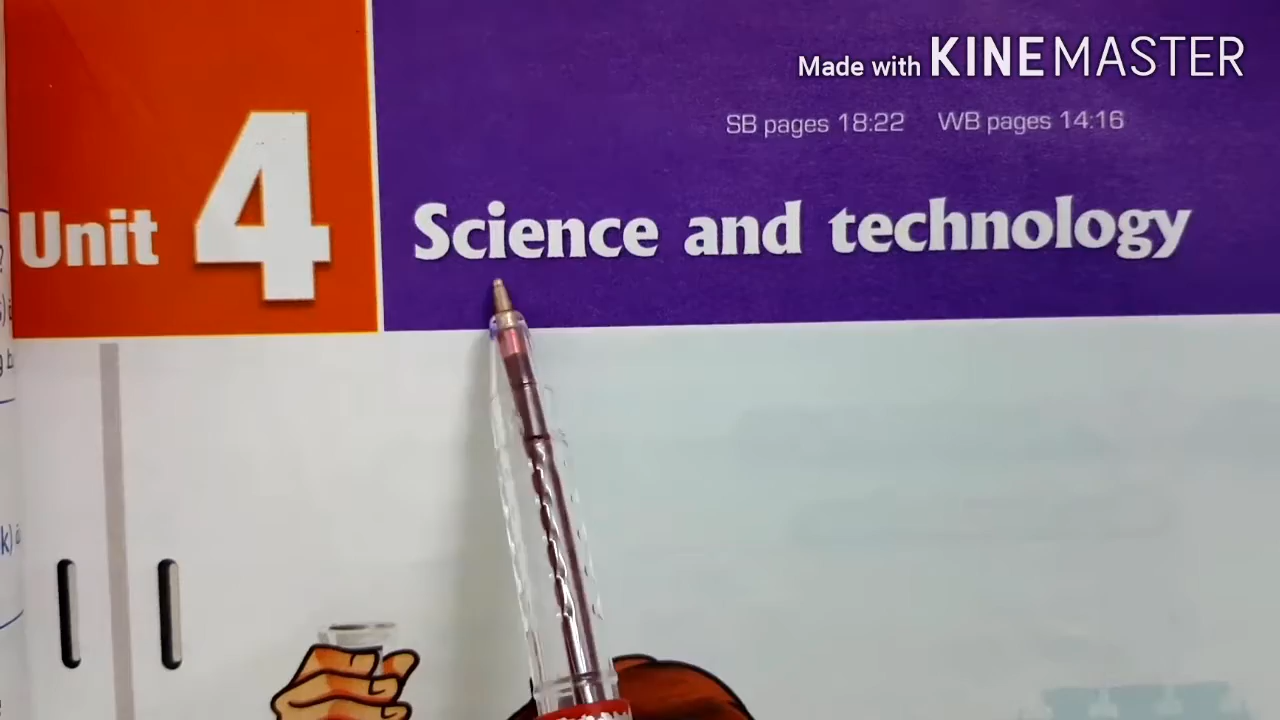 Made with KINEMASTER
SB pages 18:22 WB pages 14:16
Unit 4 Science and technology